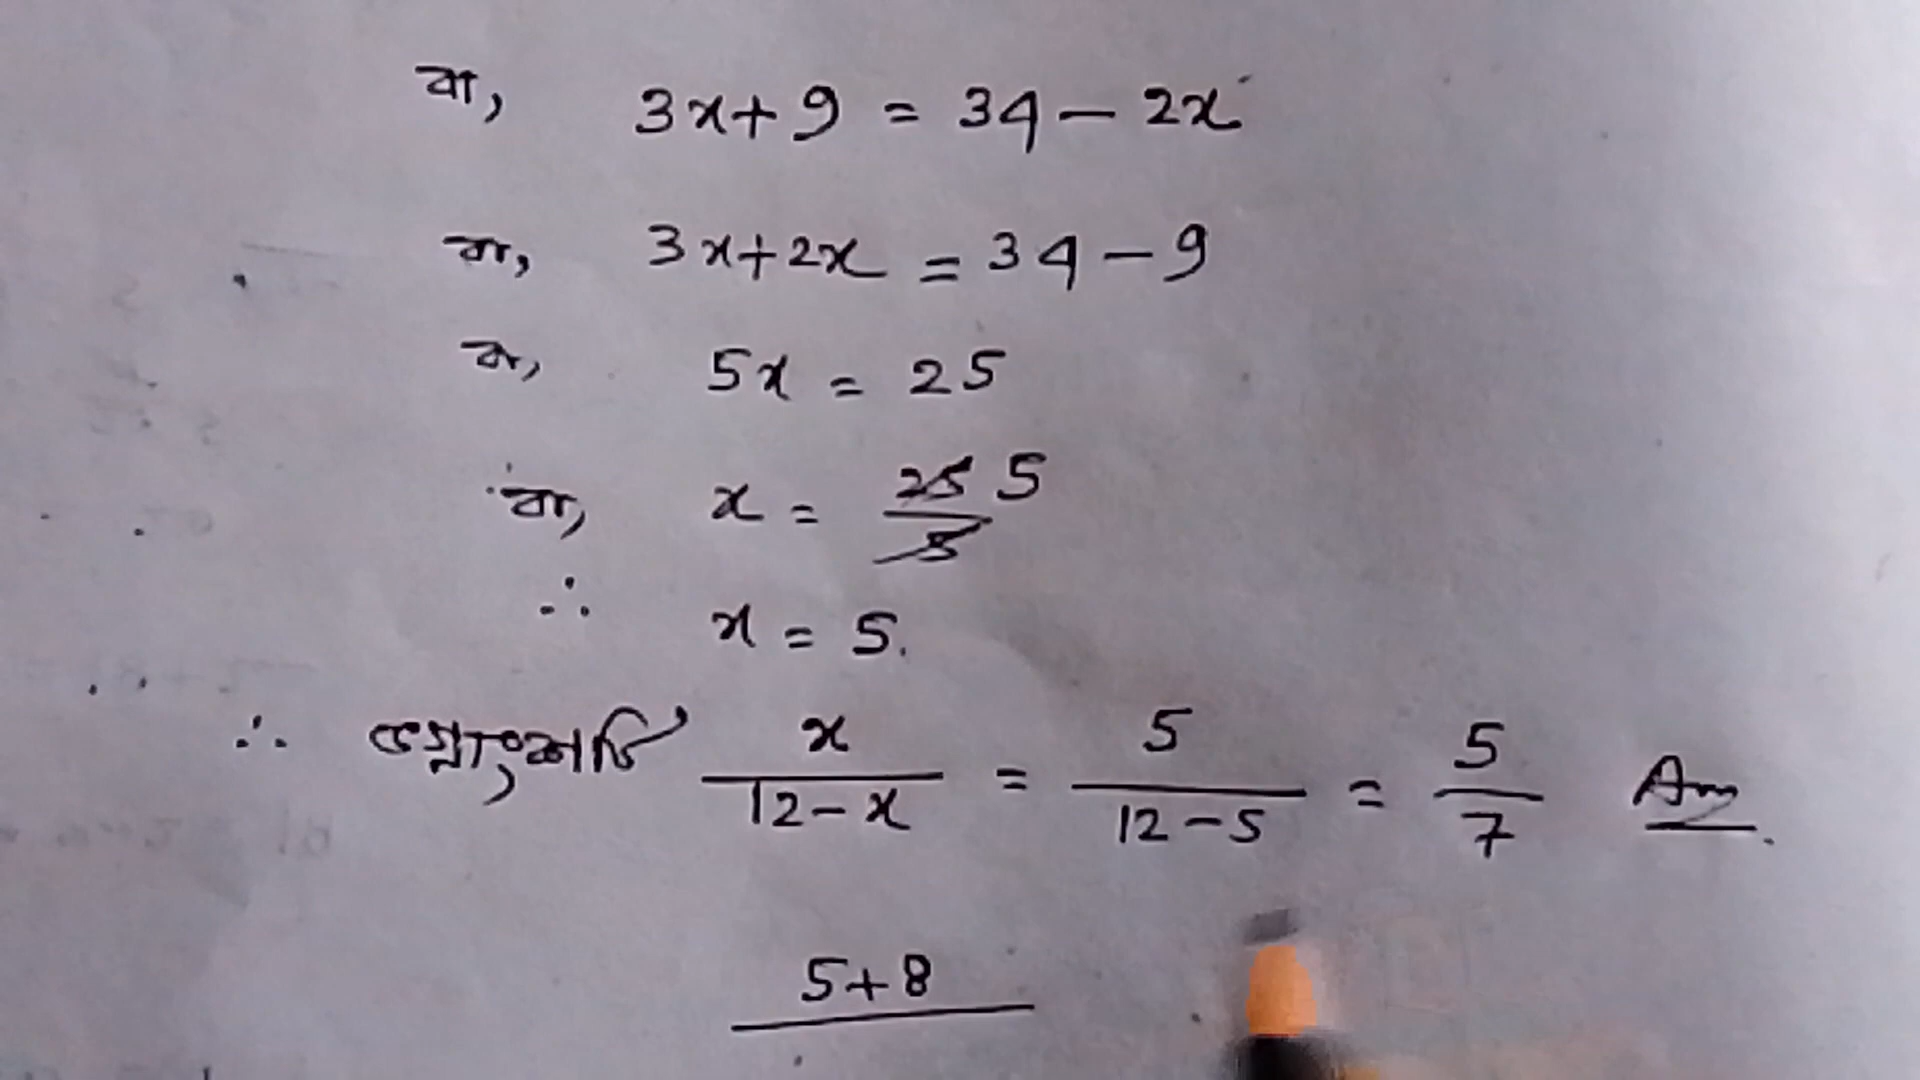 বা, 3x+9 = 34 - 2x
বা, 3x+2x = 34 - 9
বা, 5x = 25
বা, x = 25/5 5
∴ x = 5.
∴ ভগ্নাংশটি x/12-x = 5/12-5 = 5/7 Ans.
5+8